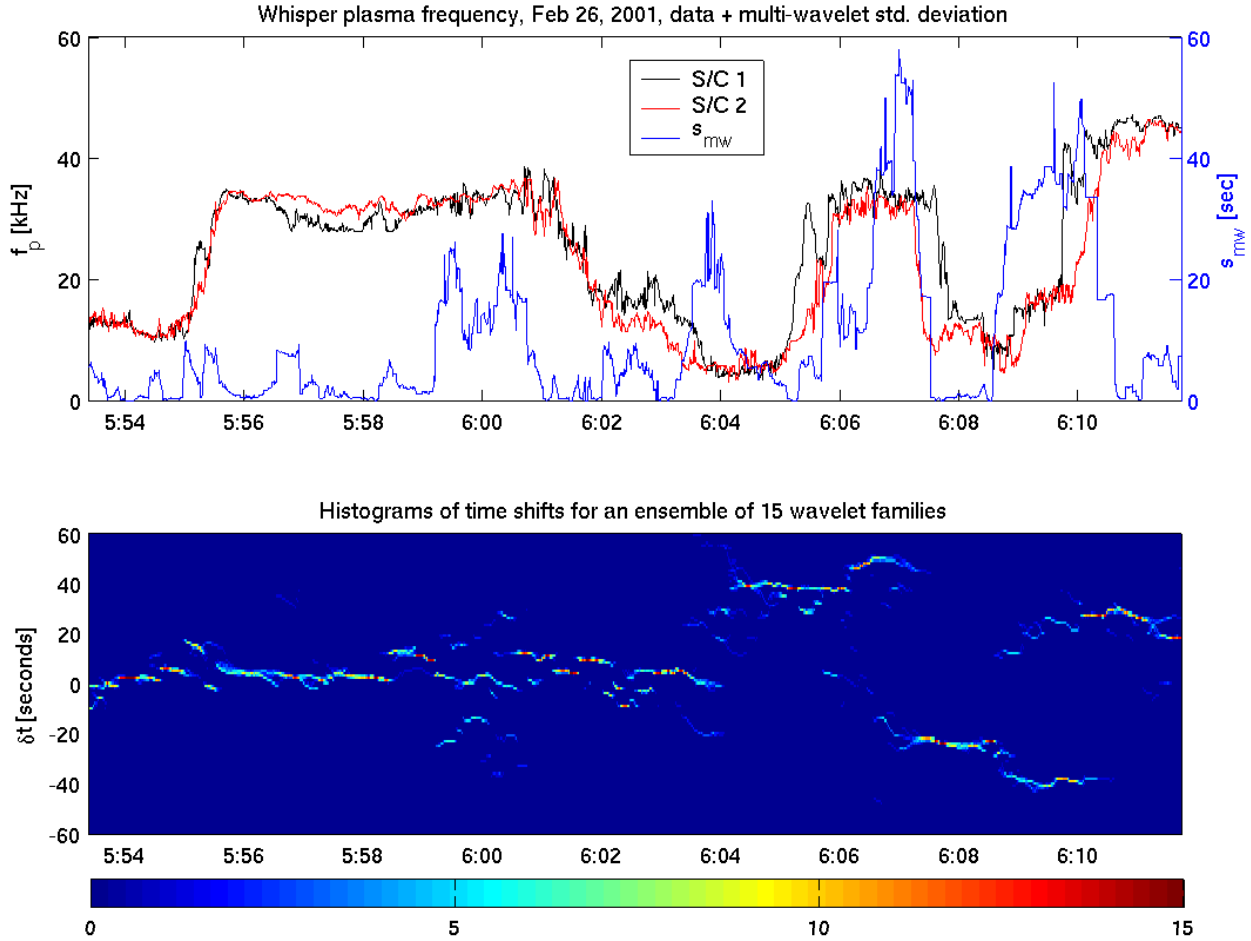 Whisper plasma frequency, Feb 26, 2001, data + multi-wavelet std. deviation
60
40
20
0
f_p [kHz]
S/C 1
S/C 2
s_mw
60
40
20
0
s_mw [sec]
5:54 5:56 5:58 6:00 6:02 6:04 6:06 6:08 6:10
Histograms of time shifts for an ensemble of 15 wavelet families
60
40
20
0
-20
-40
-60
δt [seconds]
5:54 5:56 5:58 6:00 6:02 6:04 6:06 6:08 6:10
0 5 10 15